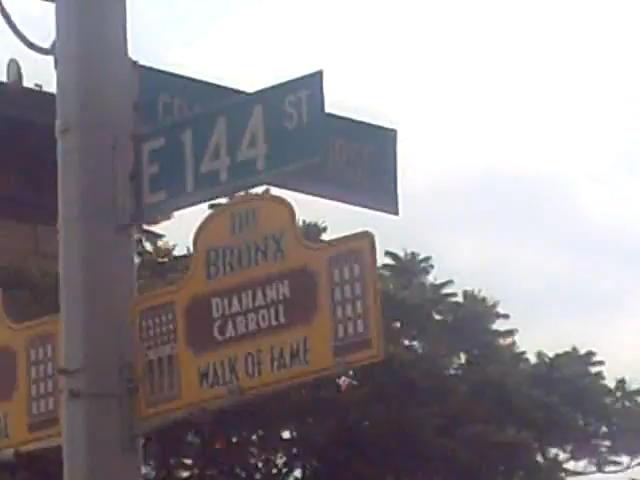 E 144 ST
THE
BRONX
DIAHANN
CARROLL
WALK OF FAME